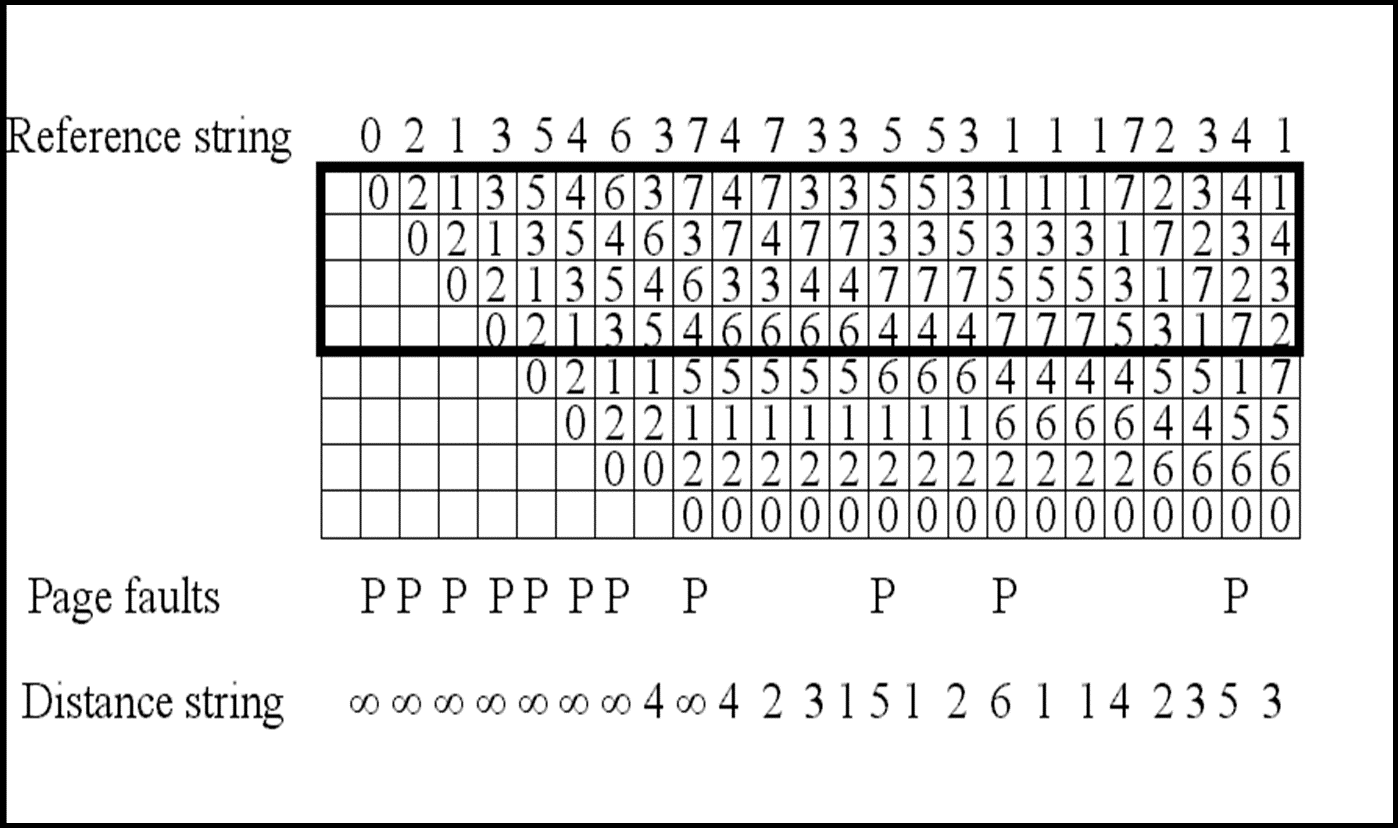 Reference string 0 2 1 3 5 4 6 3 7 4 7 3 3 5 5 3 1 1 1 7 2 3 4 1
0 2 1 3 5 4 6 3 7 4 7 3 3 5 5 3 1 1 1 7 2 3 4 1
0 2 1 3 5 4 6 3 7 4 7 7 3 3 5 3 3 3 1 7 2 3 4
0 2 1 3 5 4 6 3 3 4 4 7 7 7 5 5 5 3 1 7 2 3
0 2 1 3 5 4 6 6 6 6 4 4 4 7 7 7 5 3 1 7 2
0 2 1 1 5 5 5 5 5 6 6 6 4 4 4 4 5 5 1 7
0 2 2 1 1 1 1 1 1 1 1 6 6 6 6 4 4 5 5
0 0 2 2 2 2 2 2 2 2 2 2 2 2 6 6 6 6
0 0 0 0 0 0 0 0 0 0 0 0 0 0 0 0
Page faults P P P P P P P P P P P
Distance string ∞ ∞ ∞ ∞ ∞ ∞ ∞ 4 ∞ 4 2 3 1 5 1 2 6 1 1 4 2 3 5 3